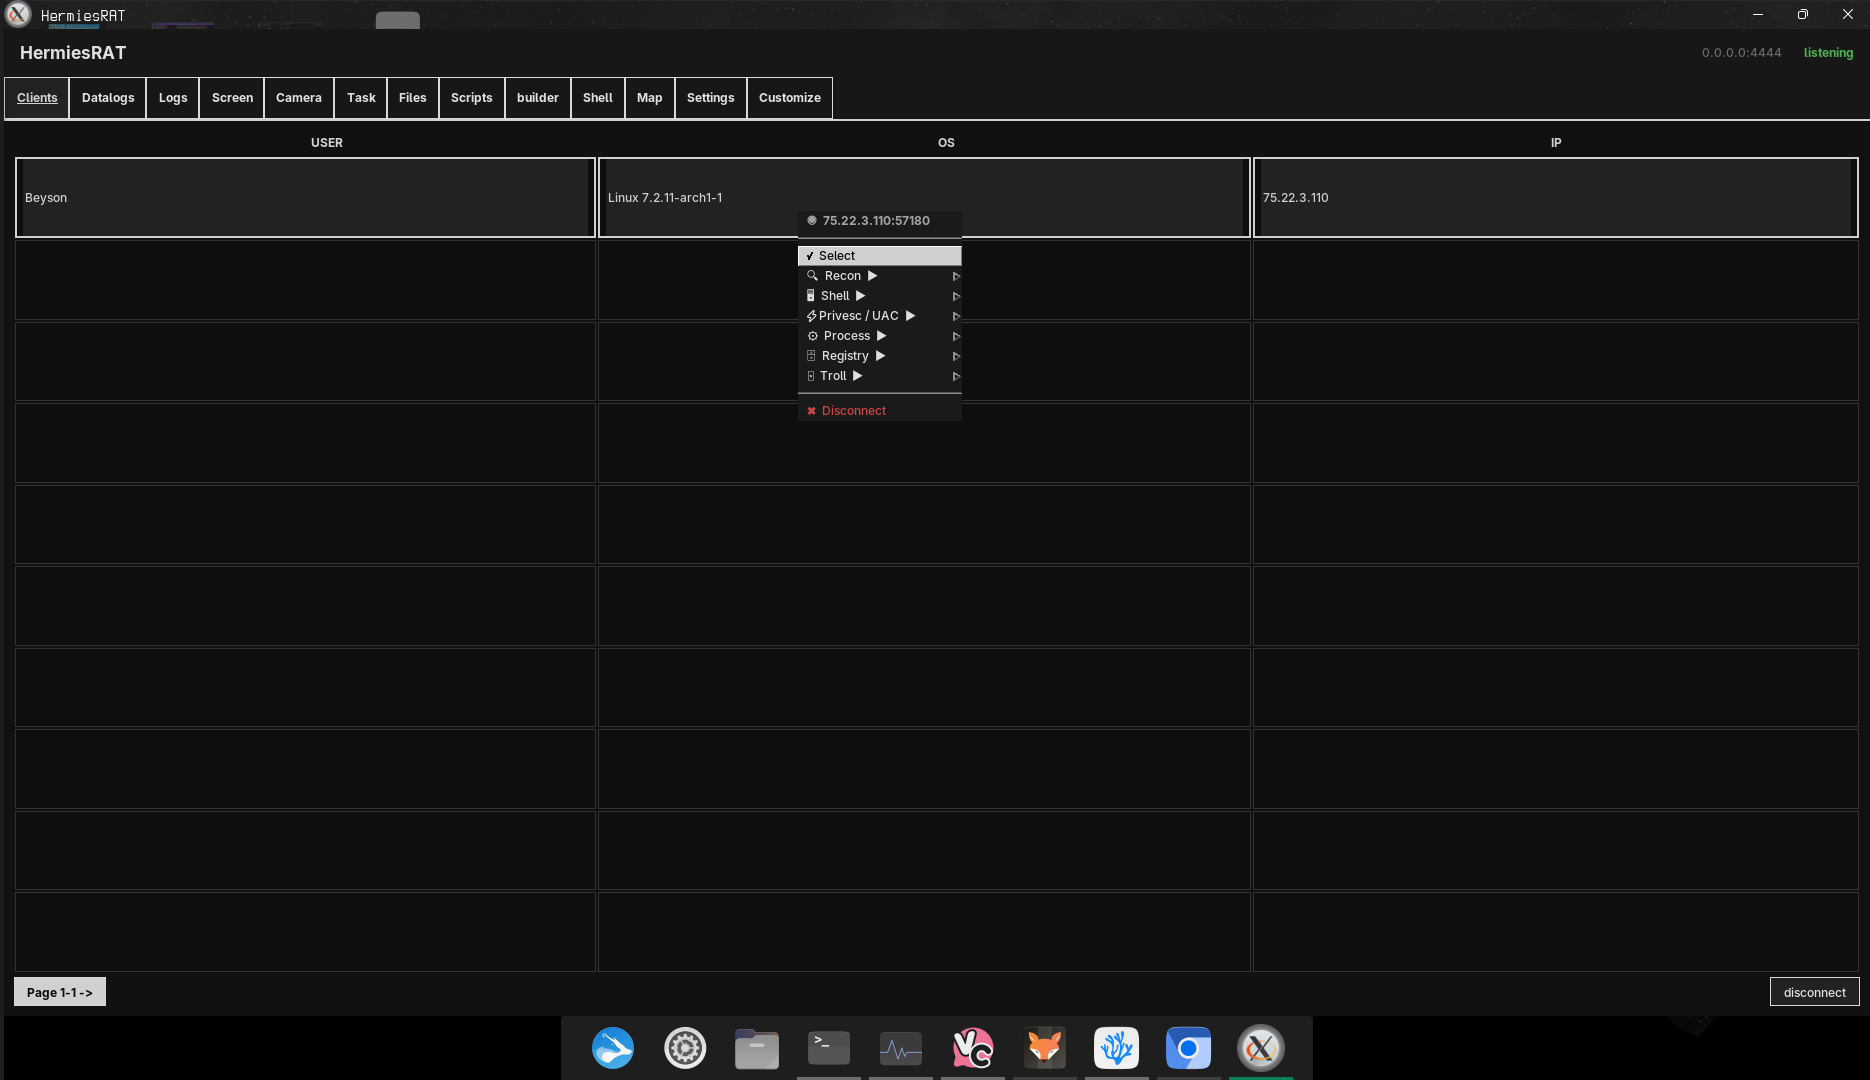 HermiesRAT
HermiesRAT
0.0.0.0:4444 listening
Clients Datalogs Logs Screen Camera Task Files Scripts builder Shell Map Settings Customize
USER OS IP
Beyson Linux 7.2.11-arch1-1 75.22.3.110
75.22.3.110:57180
✓ Select
Recon ▶
Shell ▶
Privesc / UAC ▶
Process ▶
Registry ▶
Troll ▶
✖ Disconnect
Page 1-1 ->
disconnect
>_
VC